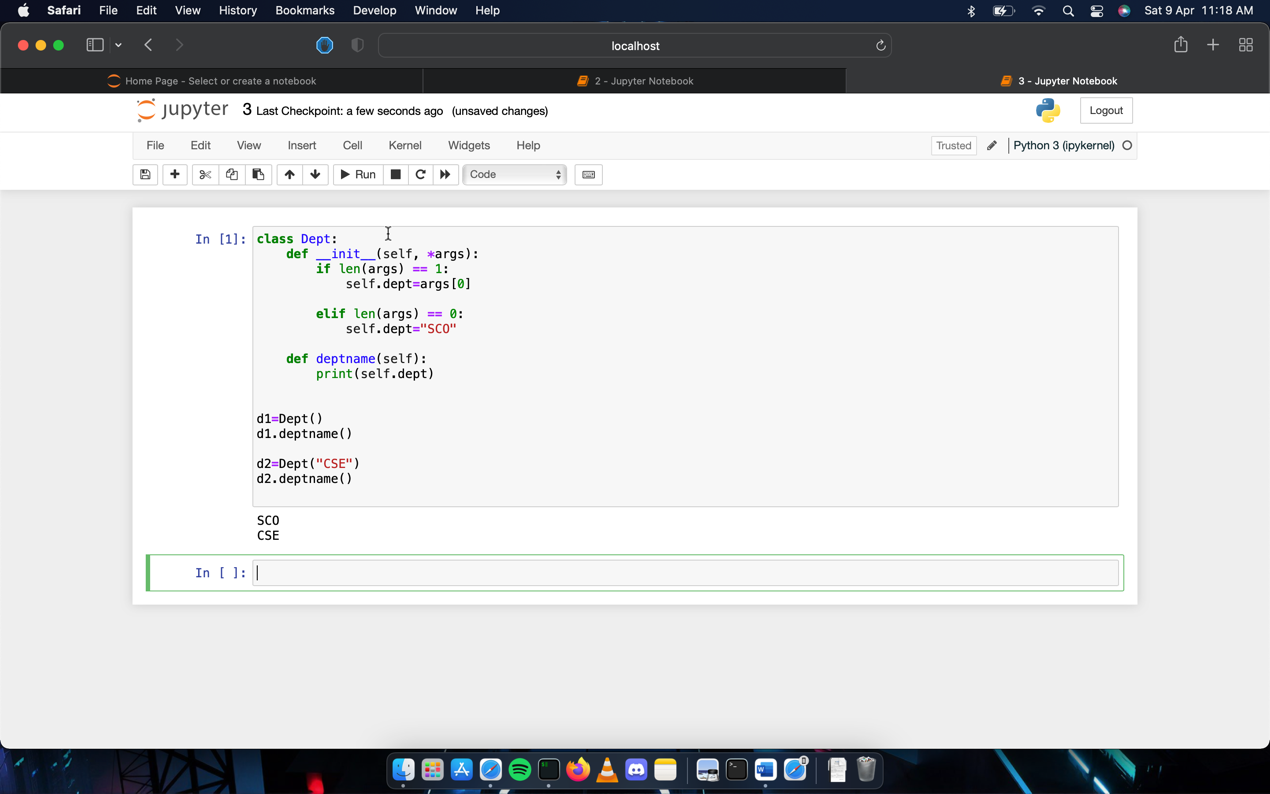 Safari File Edit View History Bookmarks Develop Window Help Sat 9 Apr 11:18 AM
localhost
Home Page - Select or create a notebook 2 - Jupyter Notebook 3 - Jupyter Notebook
jupyter 3 Last Checkpoint: a few seconds ago (unsaved changes) Logout
File Edit View Insert Cell Kernel Widgets Help Trusted Python 3 (ipykernel)
Run Code
In [1]: class Dept:
    def __init__(self, *args):
        if len(args) == 1:
            self.dept=args[0]
        elif len(args) == 0:
            self.dept="SCO"
    def deptname(self):
        print(self.dept)
d1=Dept()
d1.deptname()
d2=Dept("CSE")
d2.deptname()
SCO
CSE
In [ ]: